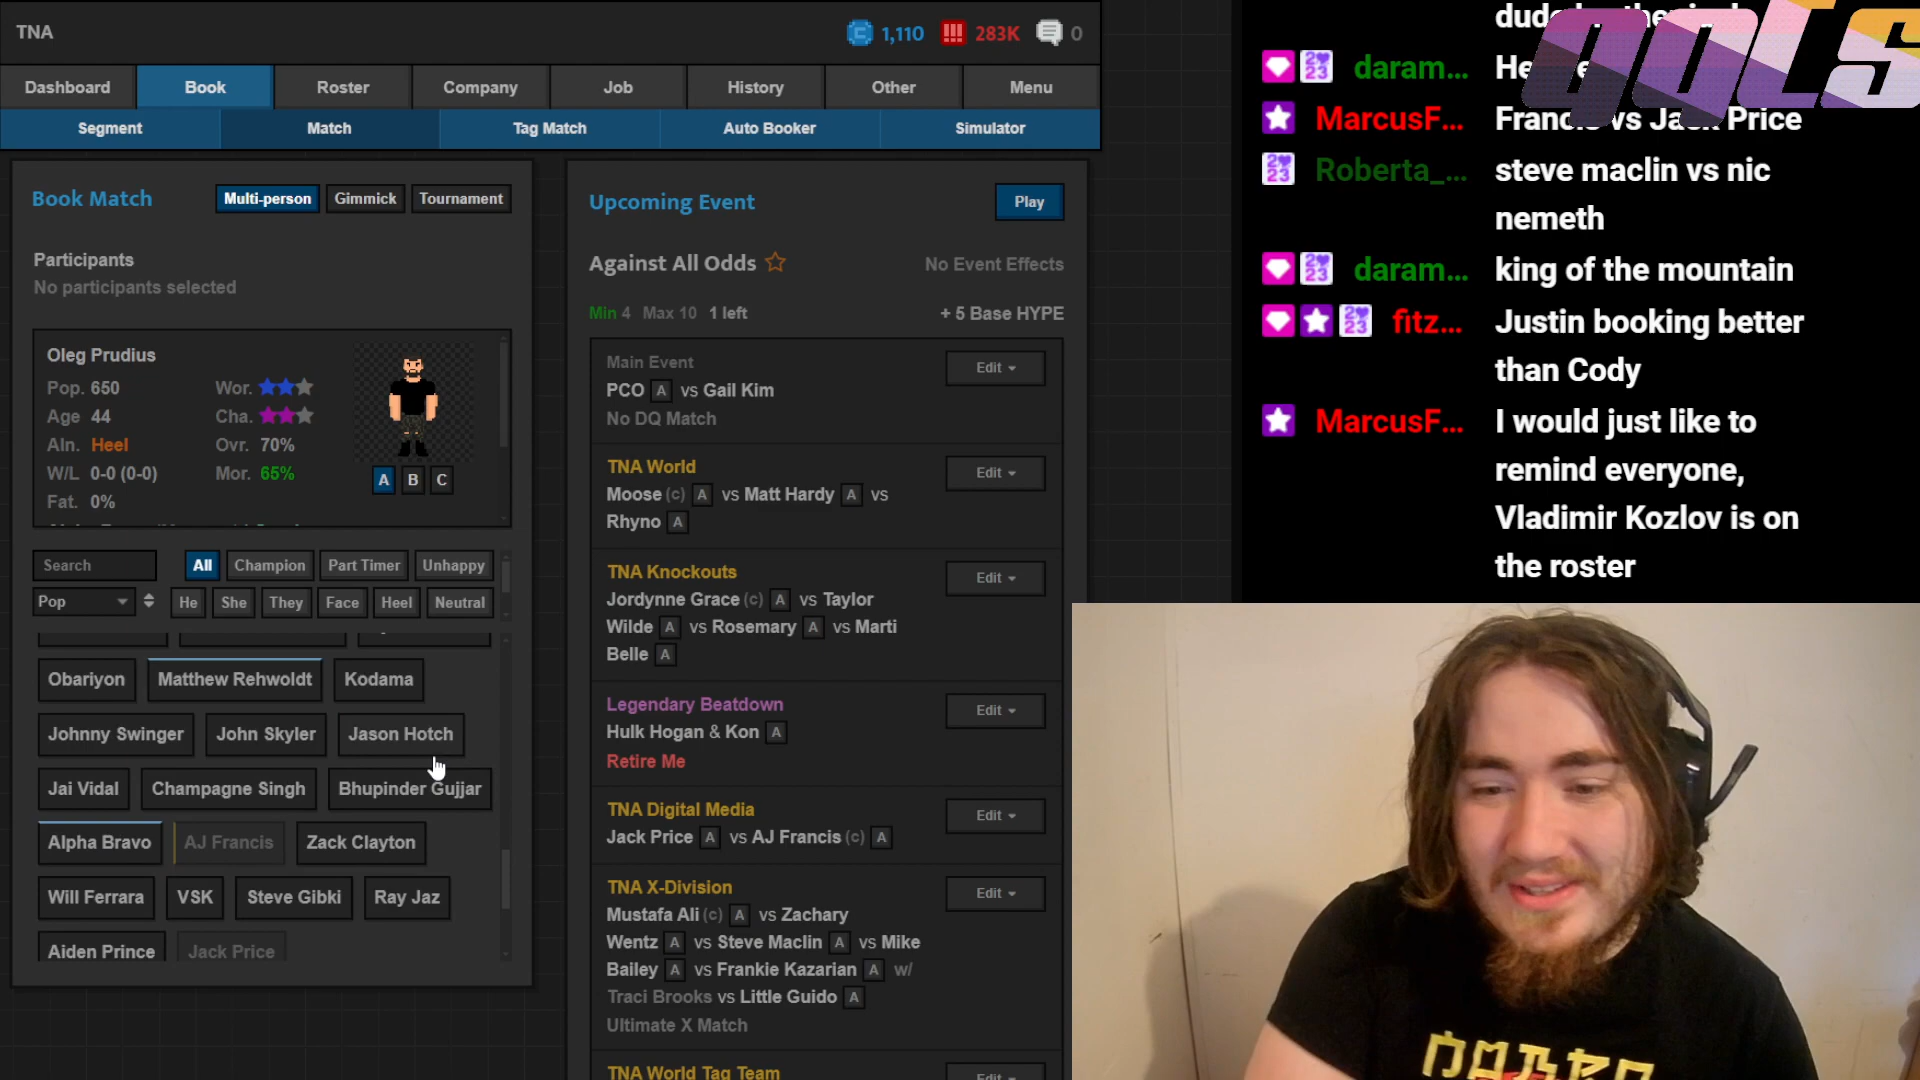 TNA
1,110
283K
0
Dashboard
Book
Roster
Company
Job
History
Other
Menu
Segment
Match
Tag Match
Auto Booker
Simulator
Book Match
Multi-person
Gimmick
Tournament
Participants
No participants selected
Oleg Prudius
Pop. 650
Wor.
Age 44
Cha.
Aln. Heel
Ovr. 70%
W/L 0-0 (0-0)
Mor. 65%
Fat. 0%
A B C
Search
All
Champion
Part Timer
Unhappy
Pop
He
She
They
Face
Heel
Neutral
Obariyon
Matthew Rehwoldt
Kodama
Johnny Swinger
John Skyler
Jason Hotch
Jai Vidal
Champagne Singh
Bhupinder Gujjar
Alpha Bravo
AJ Francis
Zack Clayton
Will Ferrara
VSK
Steve Gibki
Ray Jaz
Aiden Prince
Jack Price
Upcoming Event
Play
Against All Odds
No Event Effects
Min 4 Max 10 1 left
+ 5 Base HYPE
Main Event
Edit
PCO A vs Gail Kim
No DQ Match
TNA World
Edit
Moose (c) A vs Matt Hardy A vs
Rhyno A
TNA Knockouts
Edit
Jordynne Grace (c) A vs Taylor
Wilde A vs Rosemary A vs Marti
Belle A
Legendary Beatdown
Edit
Hulk Hogan & Kon A
Retire Me
TNA Digital Media
Edit
Jack Price A vs AJ Francis (c) A
TNA X-Division
Edit
Mustafa Ali (c) A vs Zachary
Wentz A vs Steve Maclin A vs Mike
Bailey A vs Frankie Kazarian A w/
Traci Brooks vs Little Guido A
Ultimate X Match
TNA World Tag Team
Edit
daram...
MarcusF... Francis vs Jack Price
Roberta_... steve maclin vs nic
nemeth
daram... king of the mountain
fitz... Justin booking better
than Cody
MarcusF... I would just like to
remind everyone,
Vladimir Kozlov is on
the roster